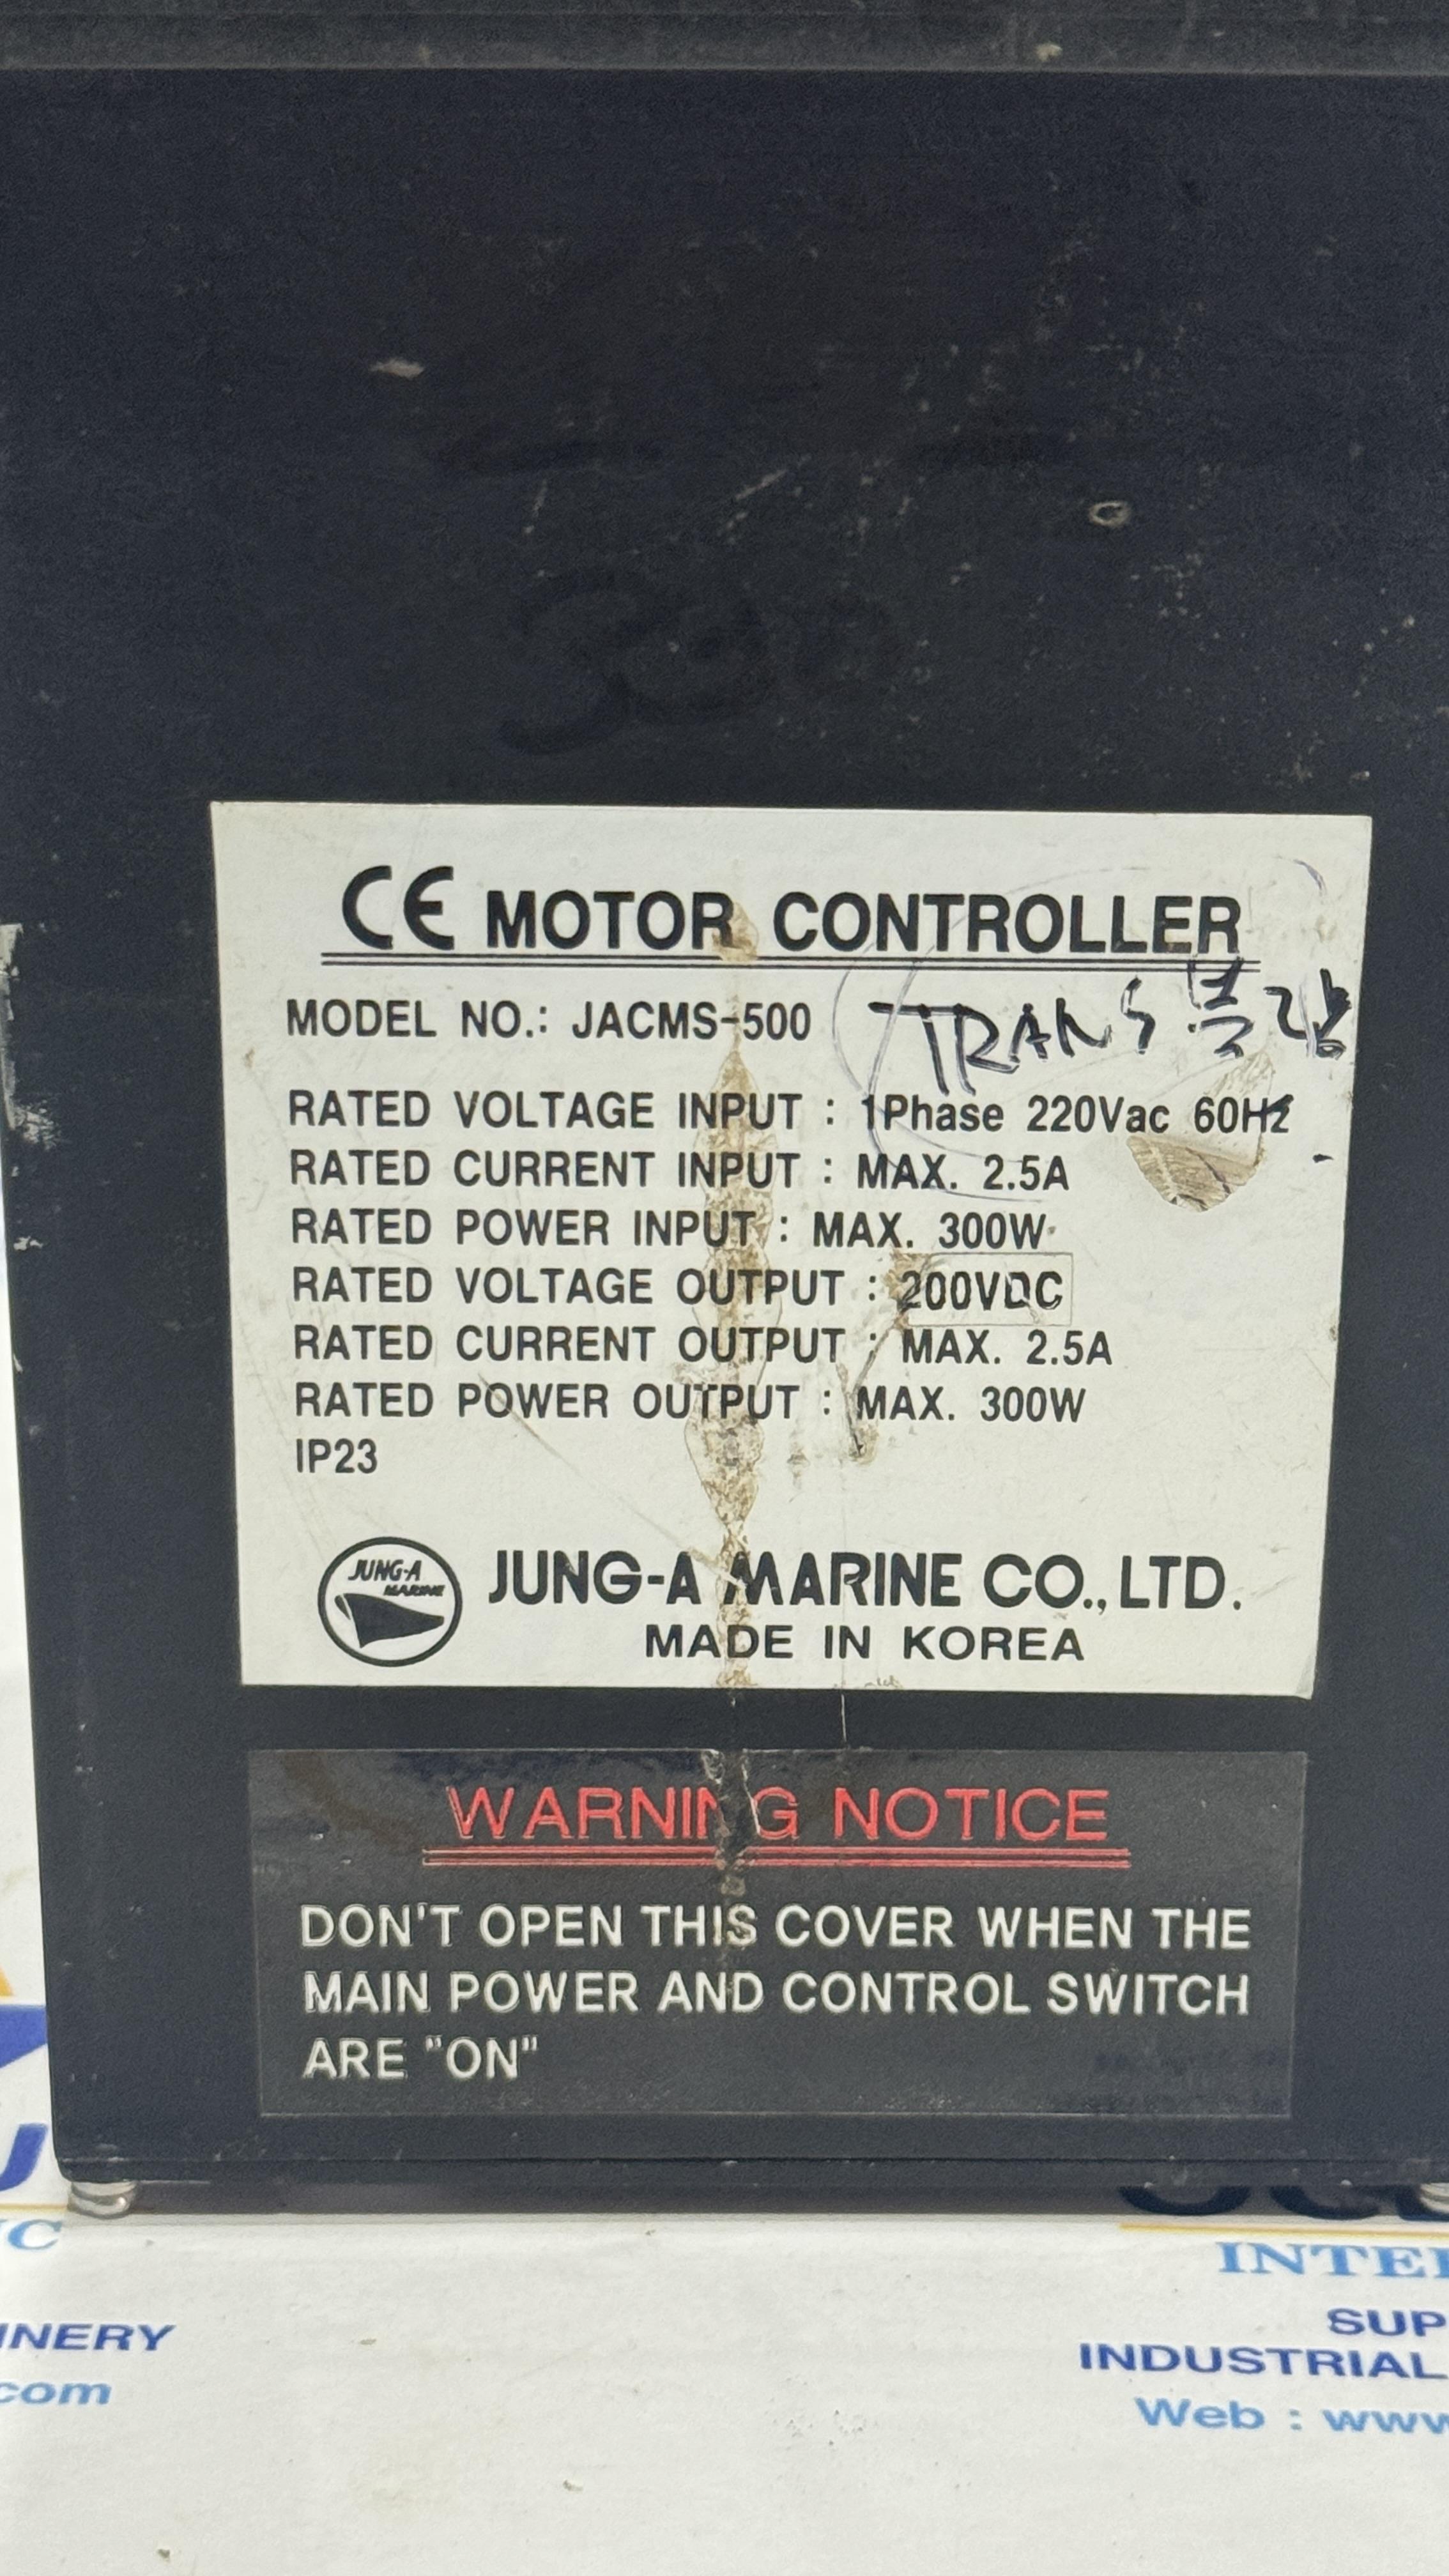 CE MOTOR CONTROLLER
MODEL NO.: JACMS-500 TRANS 불량
RATED VOLTAGE INPUT : 1Phase 220Vac 60Hz
RATED CURRENT INPUT : MAX. 2.5A
RATED POWER INPUT : MAX. 300W
RATED VOLTAGE OUTPUT : 200VDC
RATED CURRENT OUTPUT : MAX. 2.5A
RATED POWER OUTPUT : MAX. 300W
IP23
JUNG-A MARINE
JUNG-A MARINE CO., LTD.
MADE IN KOREA
WARNING NOTICE
DON'T OPEN THIS COVER WHEN THE
MAIN POWER AND CONTROL SWITCH
ARE "ON"
INDUSTRIAL
Web : www